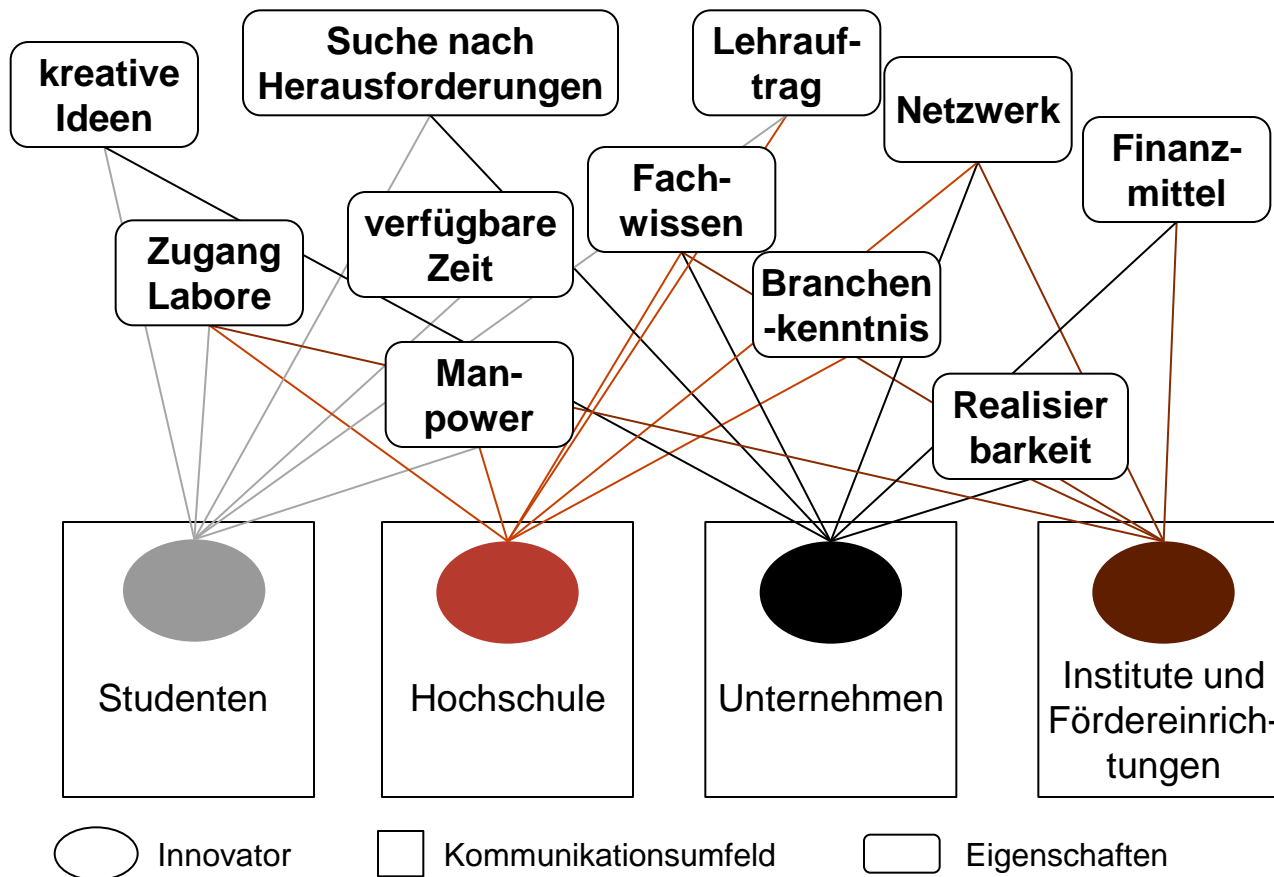 kreative
Ideen
Suche nach
Herausforderungen
Lehrauf-
trag
Netzwerk
Finanz-
mittel
Zugang
Labore
verfügbare
Zeit
Fach-
wissen
Branchen
-kenntnis
Man-
power
Realisier
barkeit
Studenten
Hochschule
Unternehmen
Institute und
Fördereinrich-
tungen
Innovator
Kommunikationsumfeld
Eigenschaften